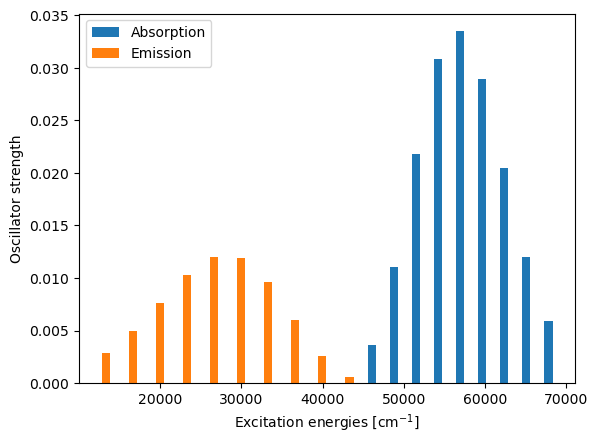 Absorption
Emission
0.035
0.030
0.025
0.020
0.015
0.010
0.005
0.000
Oscillator strength
20000 30000 40000 50000 60000 70000
Excitation energies [cm⁻¹]